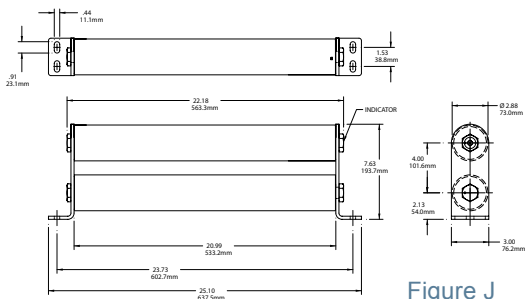 .44
11.1mm
.91
23.1mm
1.53
38.8mm
22.18
563.3mm
INDICATOR
Ø 2.88
73.0mm
7.63
193.7mm
4.00
101.6mm
2.13
54.0mm
20.99
533.2mm
3.00
76.2mm
23.73
602.7mm
25.10
637.5mm
Figure J